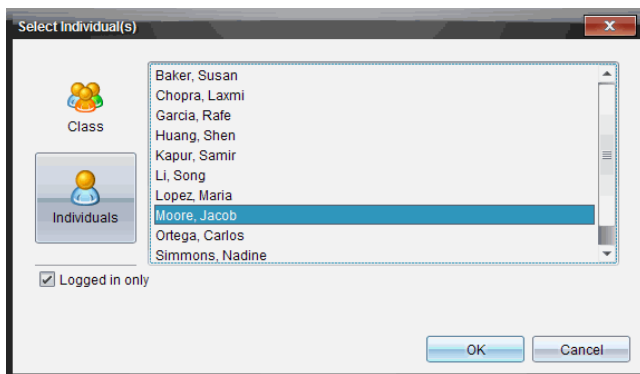 Select Individual(s)
Class
Individuals
Logged in only
Baker, Susan
Chopra, Laxmi
Garcia, Rafe
Huang, Shen
Kapur, Samir
Li, Song
Lopez, Maria
Moore, Jacob
Ortega, Carlos
Simmons, Nadine
OK
Cancel